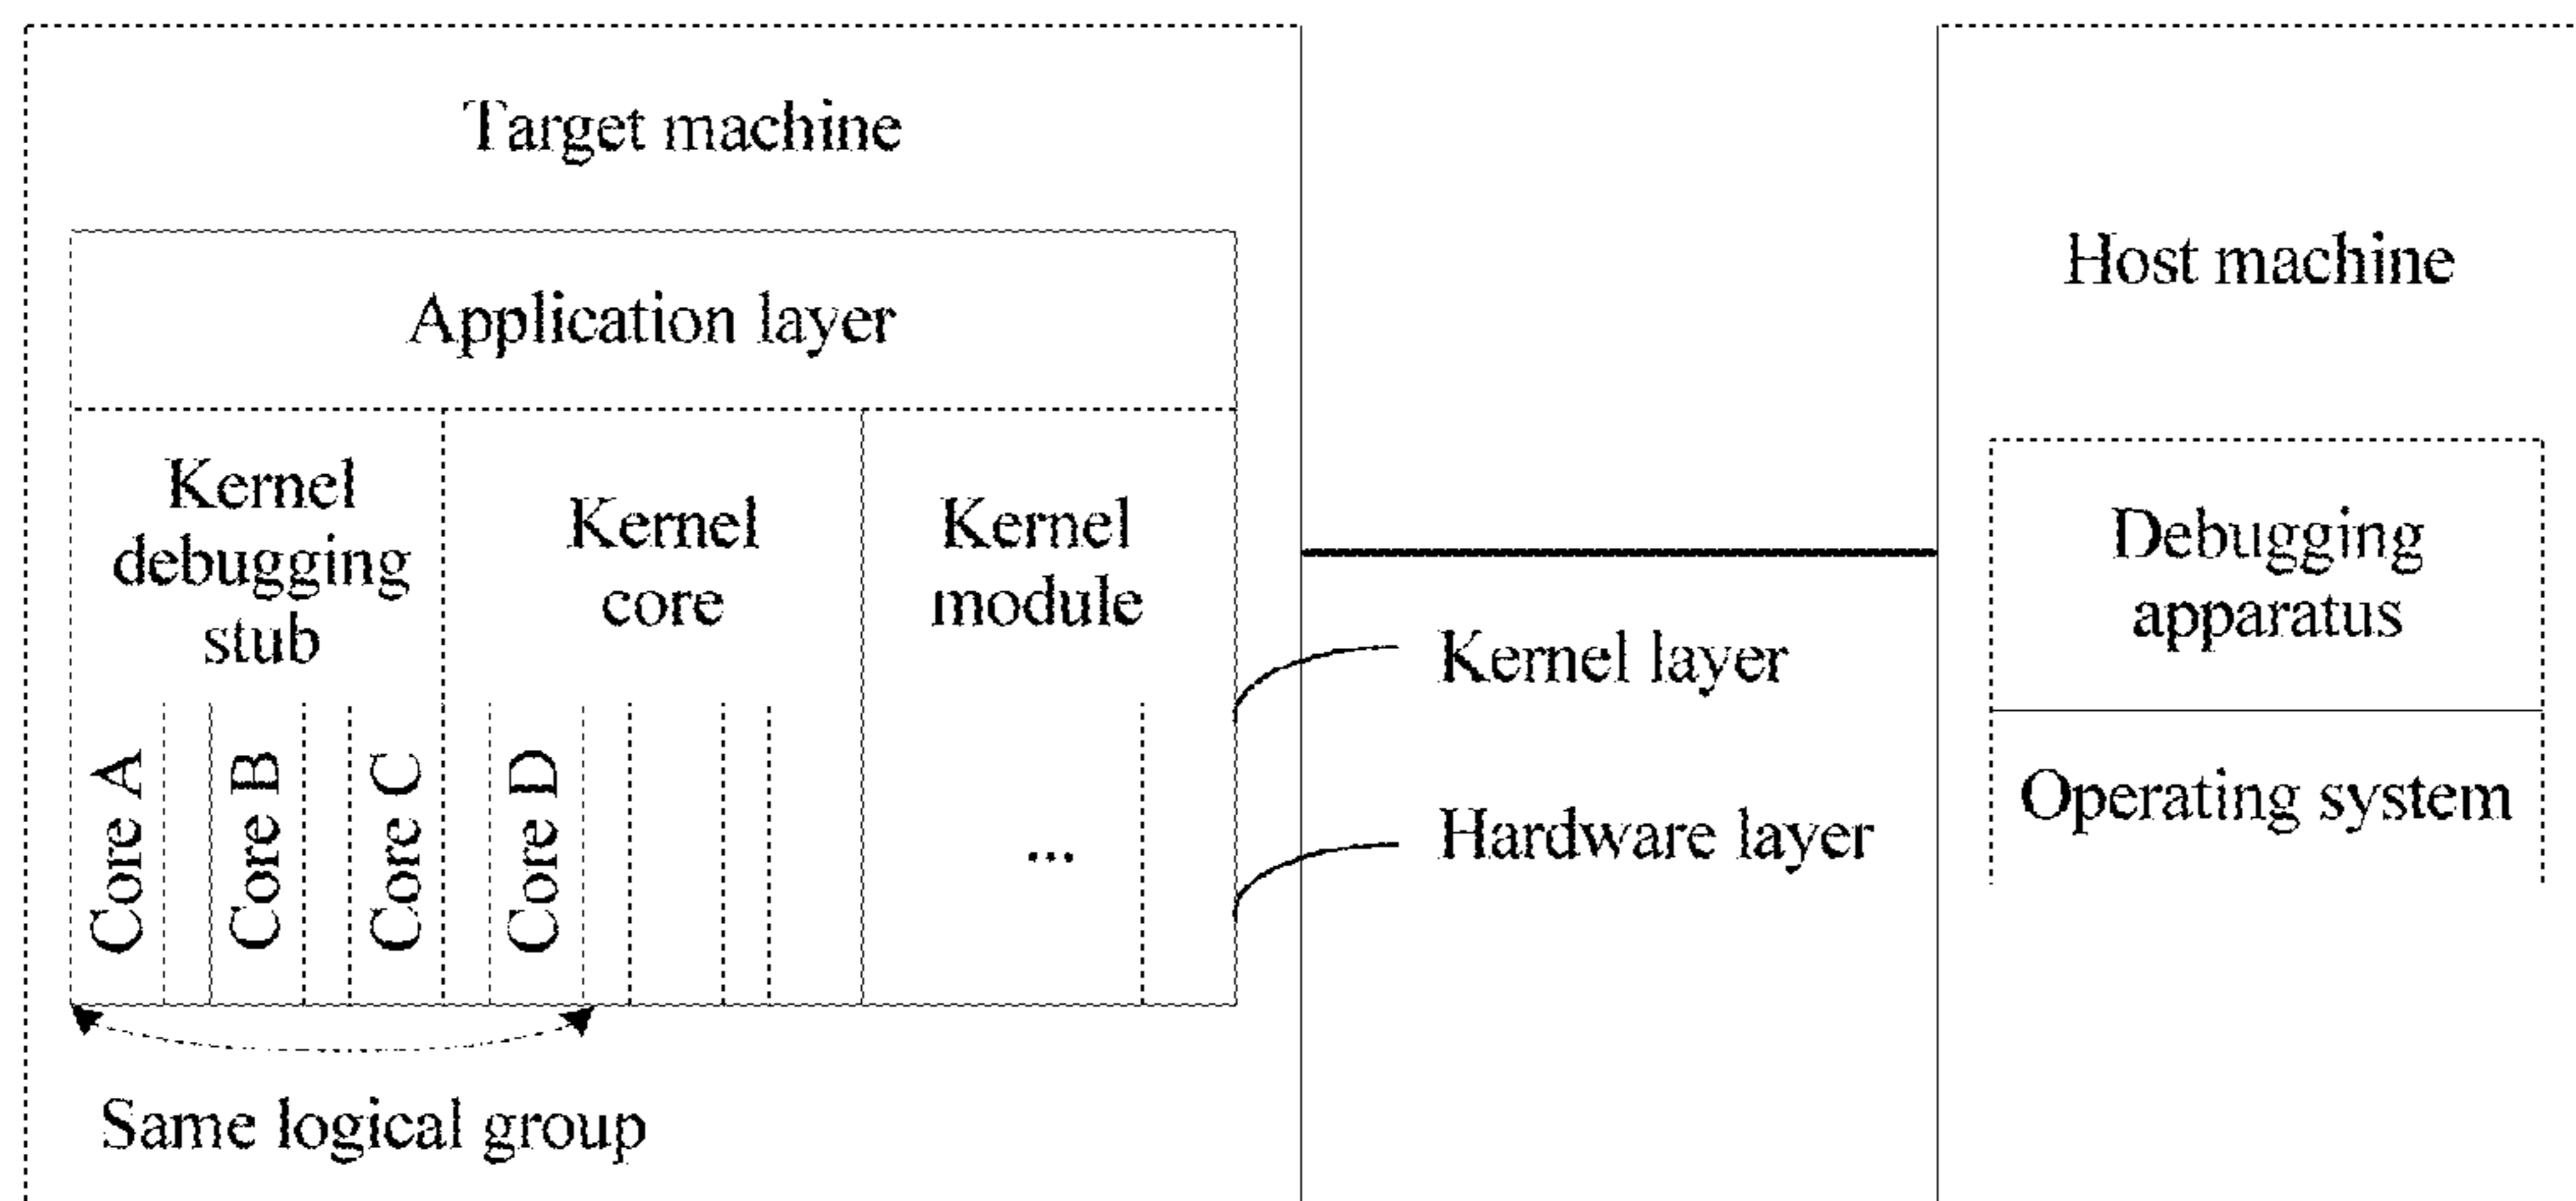 Target machine
Application layer
Kernel
debugging
stub
Kernel
core
Kernel
module
Core A
Core B
Core C
Core D
...
Same logical group
Kernel layer
Hardware layer
Host machine
Debugging
apparatus
Operating system